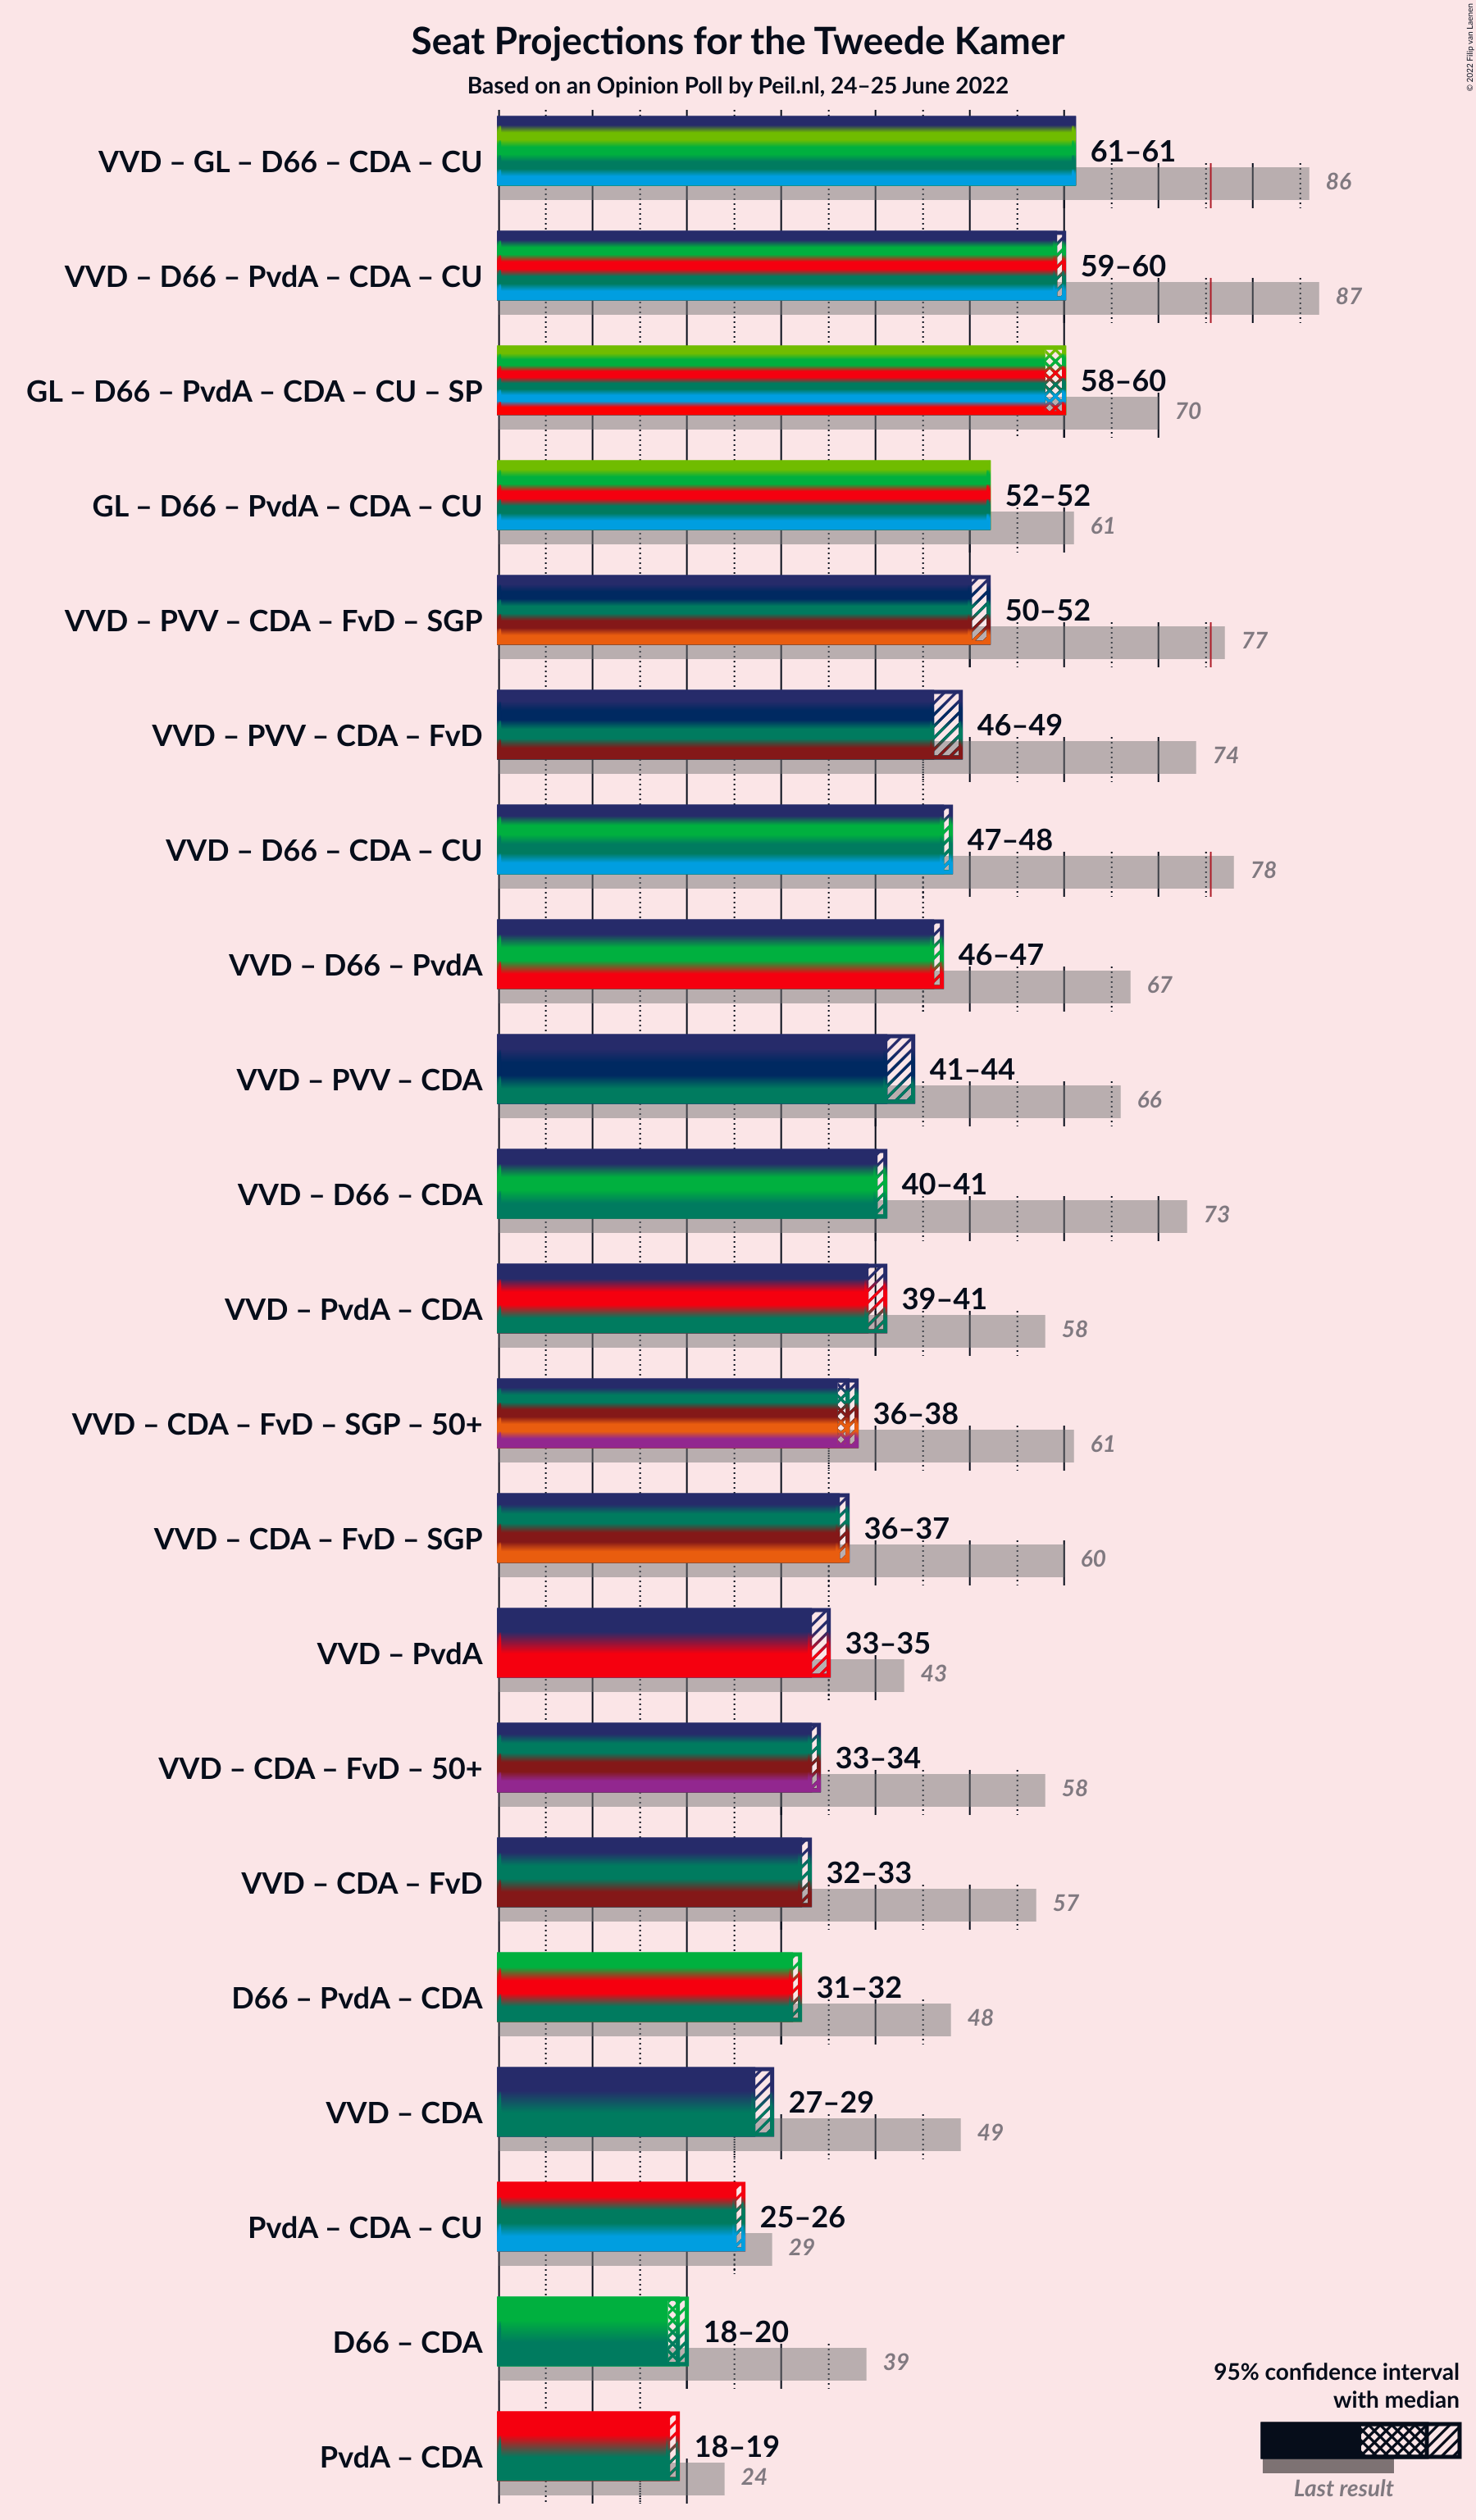 Seat Projections for the Tweede Kamer
Based on an Opinion Poll by Peil.nl, 24–25 June 2022
© 2022 Filip van Laenen
VVD – GL – D66 – CDA – CU
61–61
86
VVD – D66 – PvdA – CDA – CU
59–60
87
GL – D66 – PvdA – CDA – CU – SP
58–60
70
GL – D66 – PvdA – CDA – CU
52–52
61
VVD – PVV – CDA – FvD – SGP
50–52
77
VVD – PVV – CDA – FvD
46–49
74
VVD – D66 – CDA – CU
47–48
78
VVD – D66 – PvdA
46–47
67
VVD – PVV – CDA
41–44
66
VVD – D66 – CDA
40–41
73
VVD – PvdA – CDA
39–41
58
VVD – CDA – FvD – SGP – 50+
36–38
61
VVD – CDA – FvD – SGP
36–37
60
VVD – PvdA
33–35
43
VVD – CDA – FvD – 50+
33–34
58
VVD – CDA – FvD
32–33
57
D66 – PvdA – CDA
31–32
48
VVD – CDA
27–29
49
PvdA – CDA – CU
25–26
29
D66 – CDA
18–20
39
PvdA – CDA
18–19
24
95% confidence interval
with median
Last result